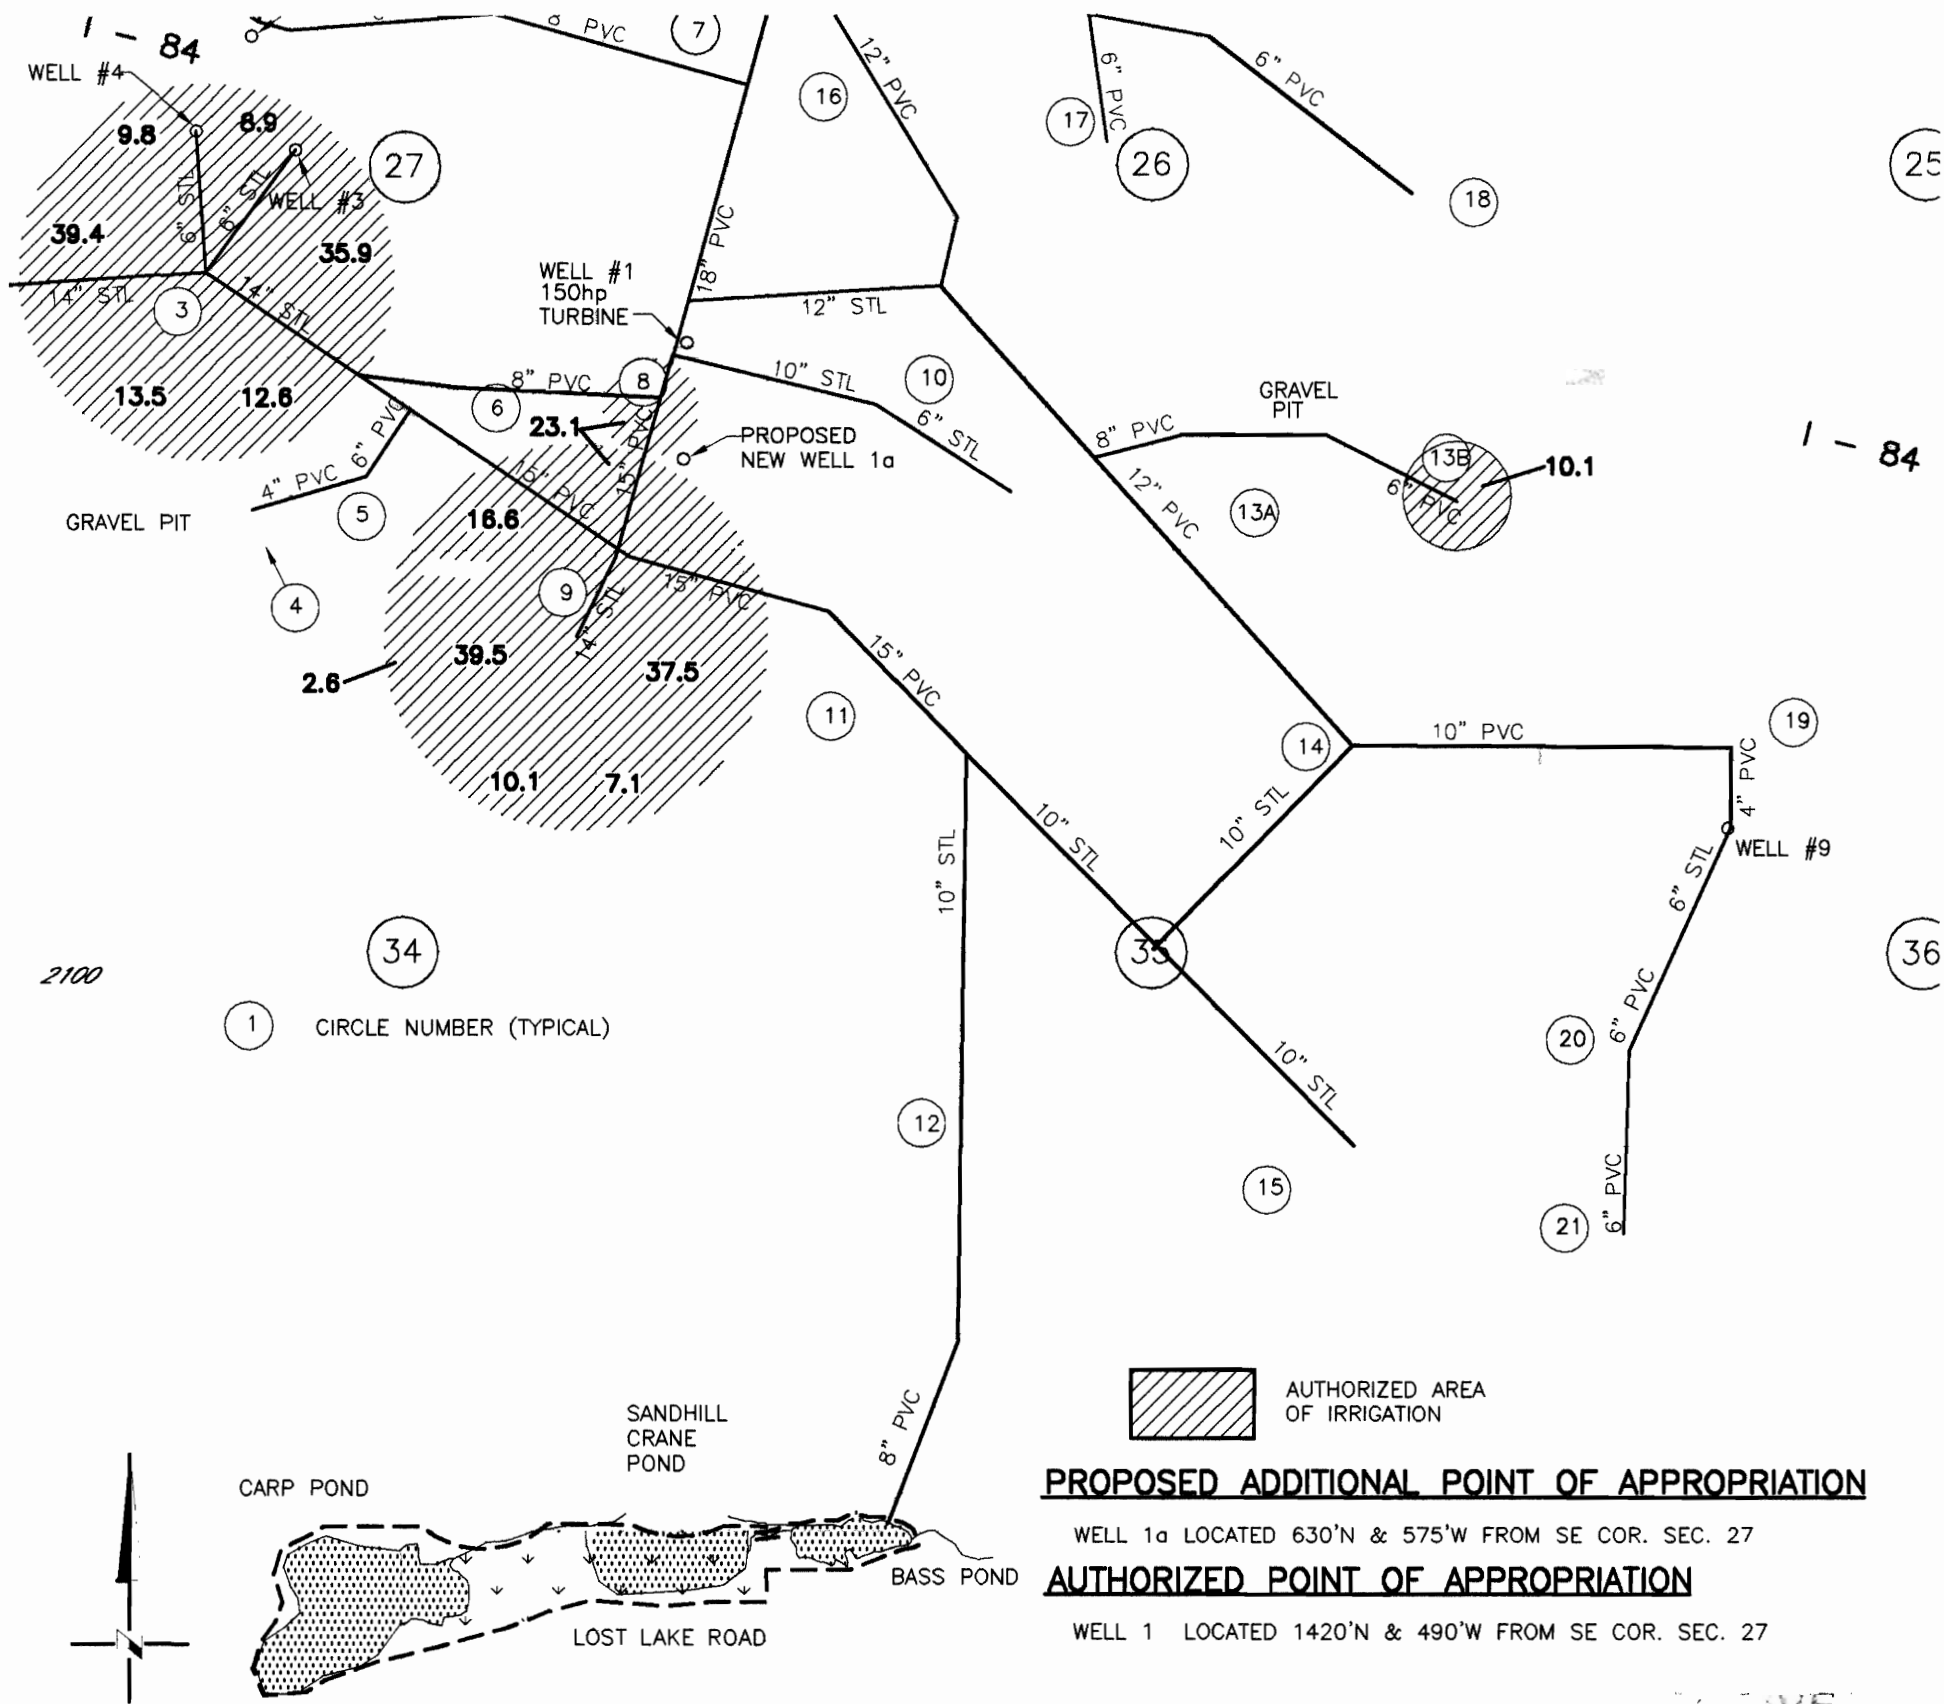 I - 84
WELL #4
8" PVC
7
12" PVC
16
6" PVC
17
26
6" PVC
18
25
9.8
8.9
27
6" STL
6" STL
WELL #3
39.4
35.9
18" PVC
14" STL
3
14" STL
WELL #1
150hp
TURBINE
12" STL
13.5
12.6
8" PVC
8
6
23.1
15" PVC
10" STL
10
6" STL
PROPOSED
NEW WELL 1a
GRAVEL
PIT
8" PVC
13B
10.1
6" PVC
13A
12" PVC
I - 84
6" PVC
4" PVC
5
GRAVEL PIT
4
16.6
15" PVC
9
14" STL
15" PVC
39.5
37.5
2.6
10.1
7.1
15" PVC
11
14
10" PVC
19
4" PVC
WELL #9
10" STL
10" STL
10" STL
6" STL
34
35
36
2100
1
CIRCLE NUMBER (TYPICAL)
6" PVC
20
10" STL
12
15
6" PVC
21
8" PVC
SANDHILL
CRANE
POND
CARP POND
BASS POND
LOST LAKE ROAD
N
AUTHORIZED AREA
OF IRRIGATION
PROPOSED ADDITIONAL POINT OF APPROPRIATION
WELL 1a LOCATED 630'N & 575'W FROM SE COR. SEC. 27
AUTHORIZED POINT OF APPROPRIATION
WELL 1 LOCATED 1420'N & 490'W FROM SE COR. SEC. 27